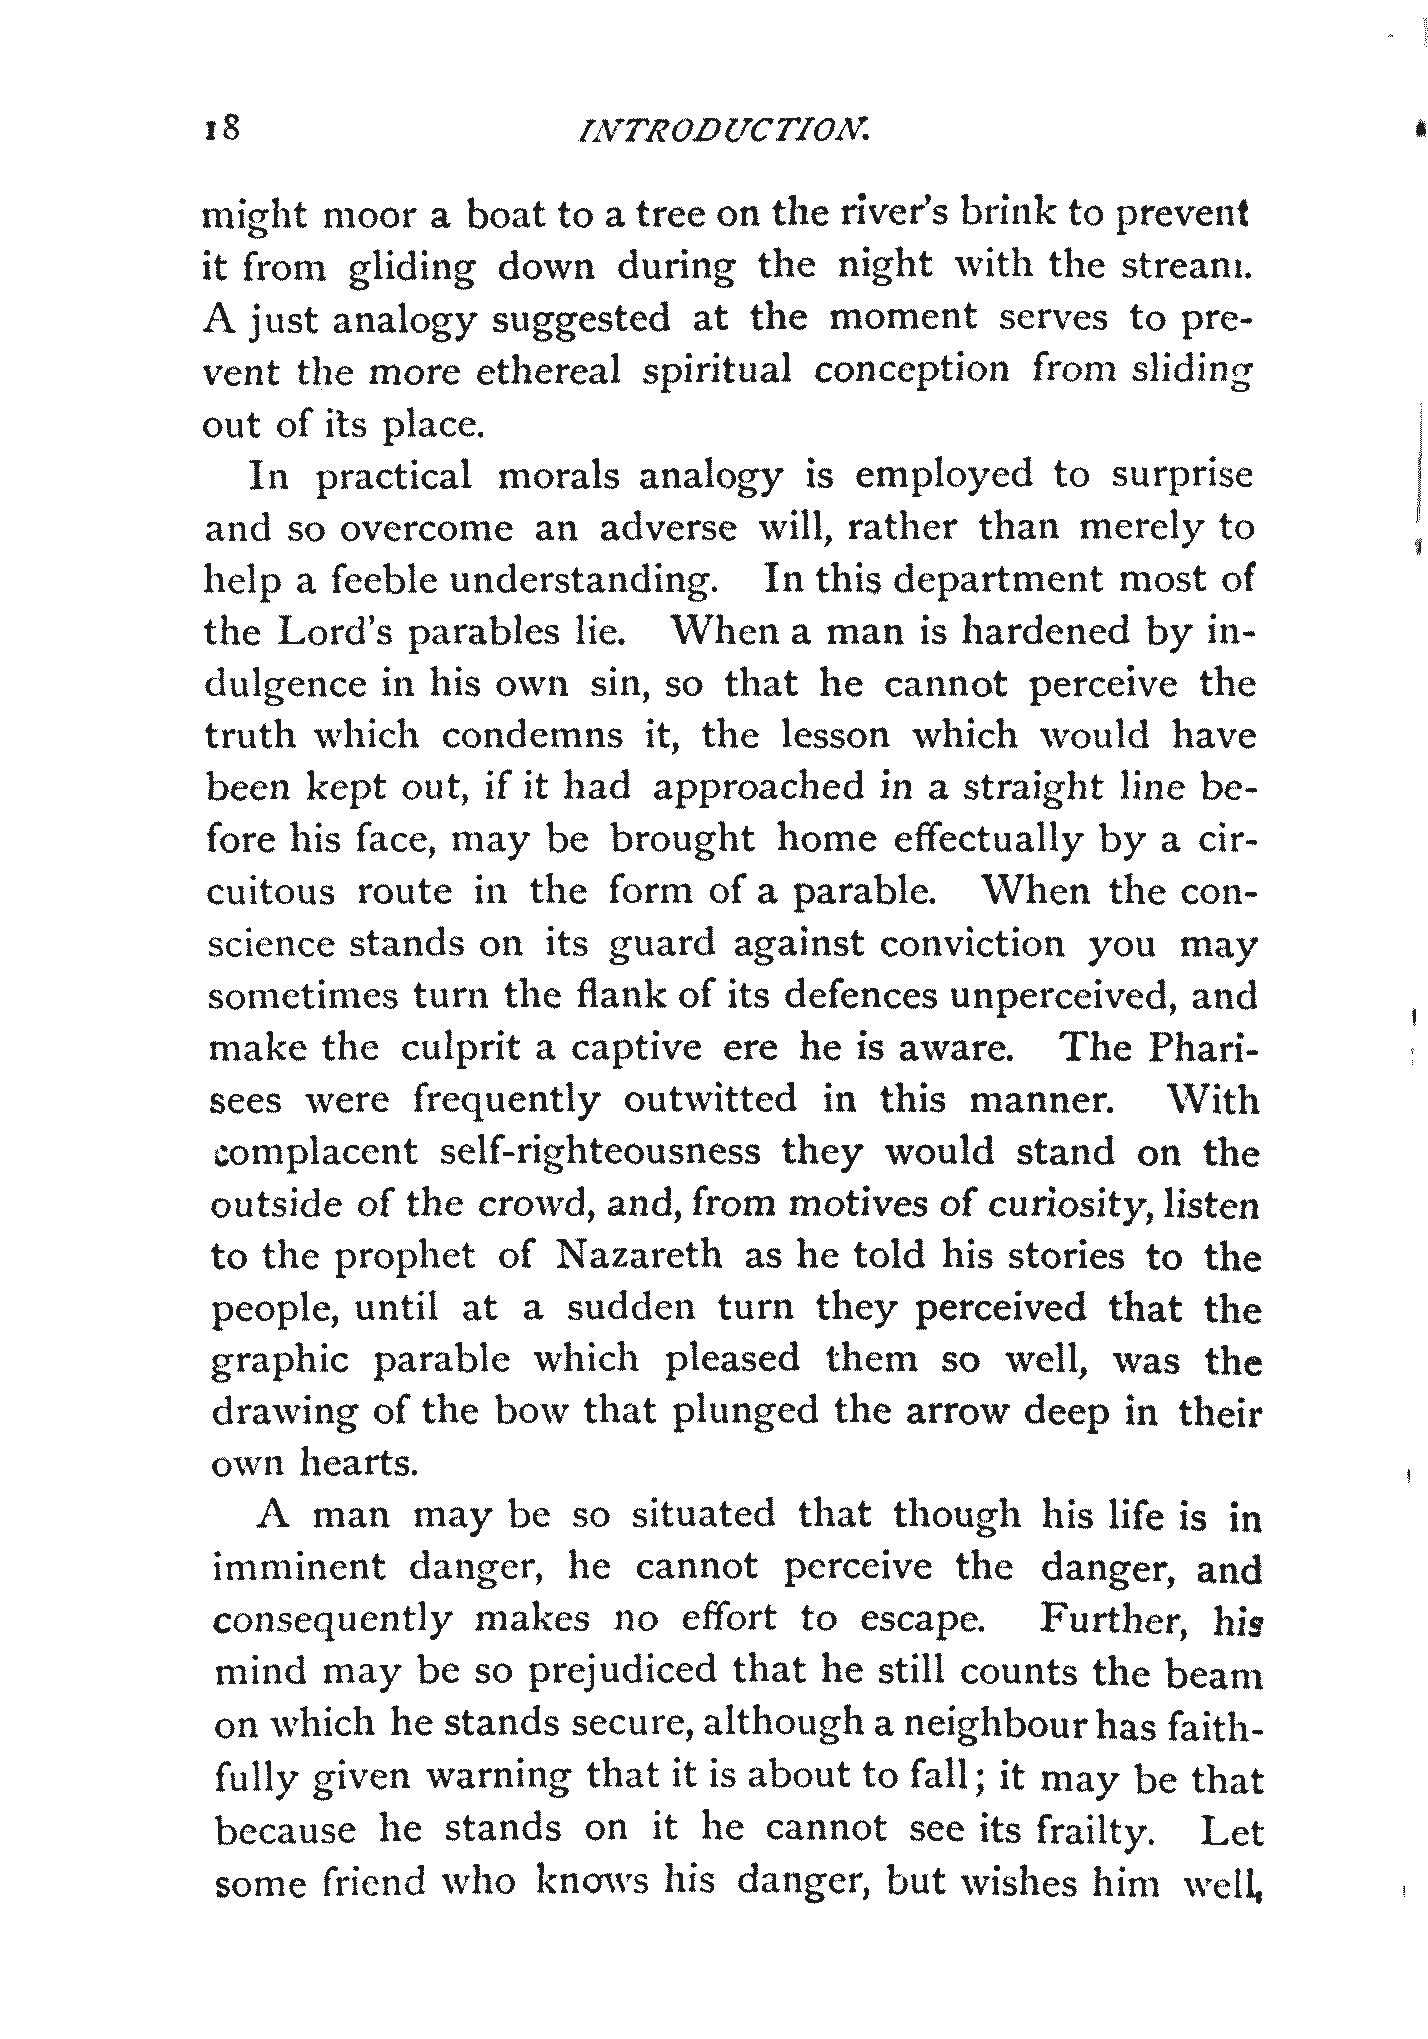 18 INTRODUCTION.
might moor a boat to a tree on the river's brink to prevent
it from gliding down during the night with the stream.
A just analogy suggested at the moment serves to pre-
vent the more ethereal spiritual conception from sliding
out of its place.
In practical morals analogy is employed to surprise
and so overcome an adverse will, rather than merely to
help a feeble understanding. In this department most of
the Lord's parables lie. When a man is hardened by in-
dulgence in his own sin, so that he cannot perceive the
truth which condemns it, the lesson which would have
been kept out, if it had approached in a straight line be-
fore his face, may be brought home effectually by a cir-
cuitous route in the form of a parable. When the con-
science stands on its guard against conviction you may
sometimes turn the flank of its defences unperceived, and
make the culprit a captive ere he is aware. The Phari-
sees were frequently outwitted in this manner. With
complacent self-righteousness they would stand on the
outside of the crowd, and, from motives of curiosity, listen
to the prophet of Nazareth as he told his stories to the
people, until at a sudden turn they perceived that the
graphic parable which pleased them so well, was the
drawing of the bow that plunged the arrow deep in their
own hearts.
A man may be so situated that though his life is in
imminent danger, he cannot perceive the danger, and
consequently makes no effort to escape. Further, his
mind may be so prejudiced that he still counts the beam
on which he stands secure, although a neighbour has faith-
fully given warning that it is about to fall; it may be that
because he stands on it he cannot see its frailty. Let
some friend who knows his danger, but wishes him well,